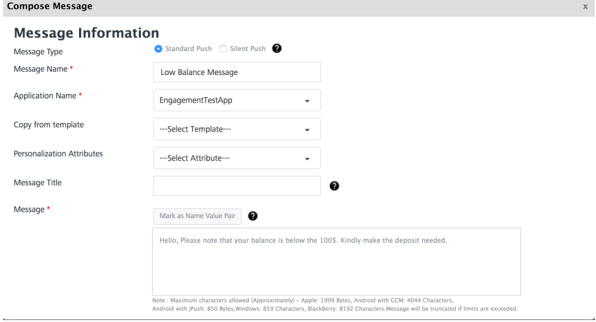 Compose Message x
Message Information
Message Type Standard Push Silent Push ?
Message Name * Low Balance Message
Application Name * EngagementTestApp
Copy from template ---Select Template---
Personalization Attributes ---Select Attribute---
Message Title ?
Message * Mark as Name Value Pair ?
Hello, Please note that your balance is below the 100$. Kindly make the deposit needed.
Note : Maximum characters allowed (Approximately) - Apple: 1999 Bytes, Android with GCM: 4044 Characters,
Android with JPush: 850 Bytes,Windows: 859 Characters, BlackBerry: 8192 Characters.Message will be truncated if limits are exceeded.